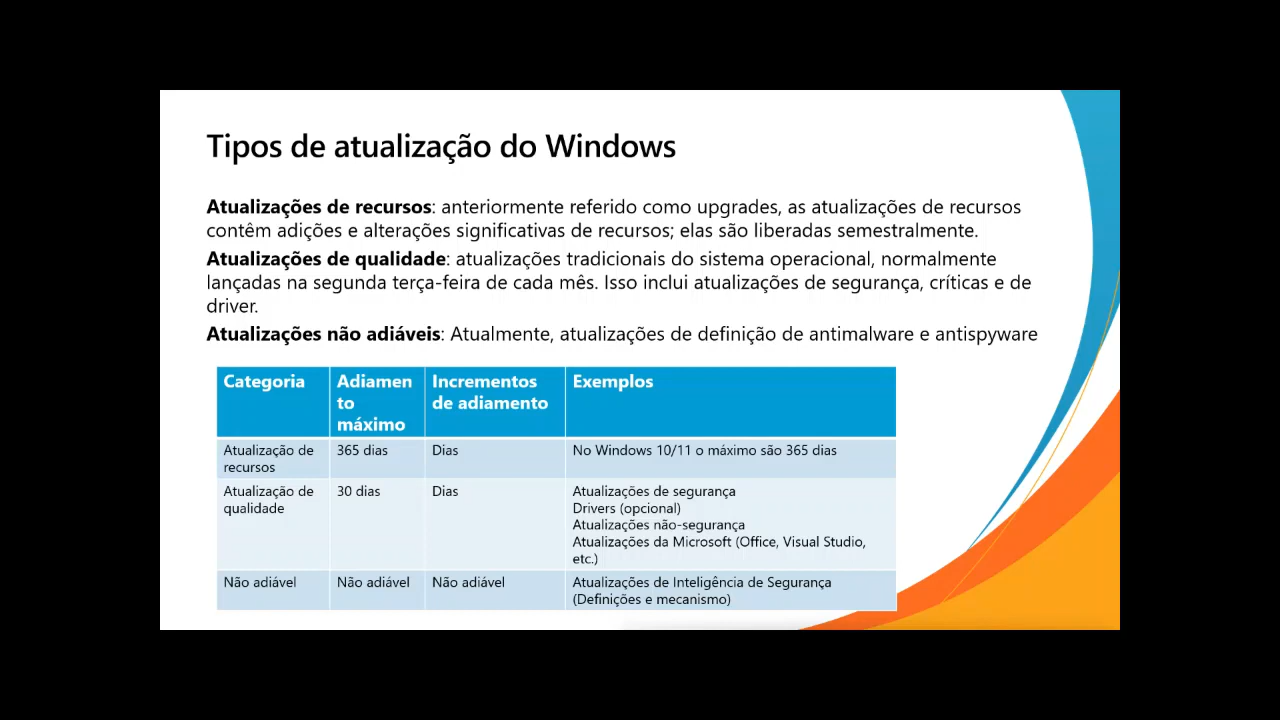 Tipos de atualização do Windows
Atualizações de recursos: anteriormente referido como upgrades, as atualizações de recursos
contêm adições e alterações significativas de recursos; elas são liberadas semestralmente.
Atualizações de qualidade: atualizações tradicionais do sistema operacional, normalmente
lançadas na segunda terça-feira de cada mês. Isso inclui atualizações de segurança, críticas e de
driver.
Atualizações não adiáveis: Atualmente, atualizações de definição de antimalware e antispyware
Categoria
Adiamen
to
máximo
Incrementos
de adiamento
Exemplos
Atualização de
recursos
365 dias
Dias
No Windows 10/11 o máximo são 365 dias
Atualização de
qualidade
30 dias
Dias
Atualizações de segurança
Drivers (opcional)
Atualizações não-segurança
Atualizações da Microsoft (Office, Visual Studio,
etc.)
Não adiável
Não adiável
Não adiável
Atualizações de Inteligência de Segurança
(Definições e mecanismo)